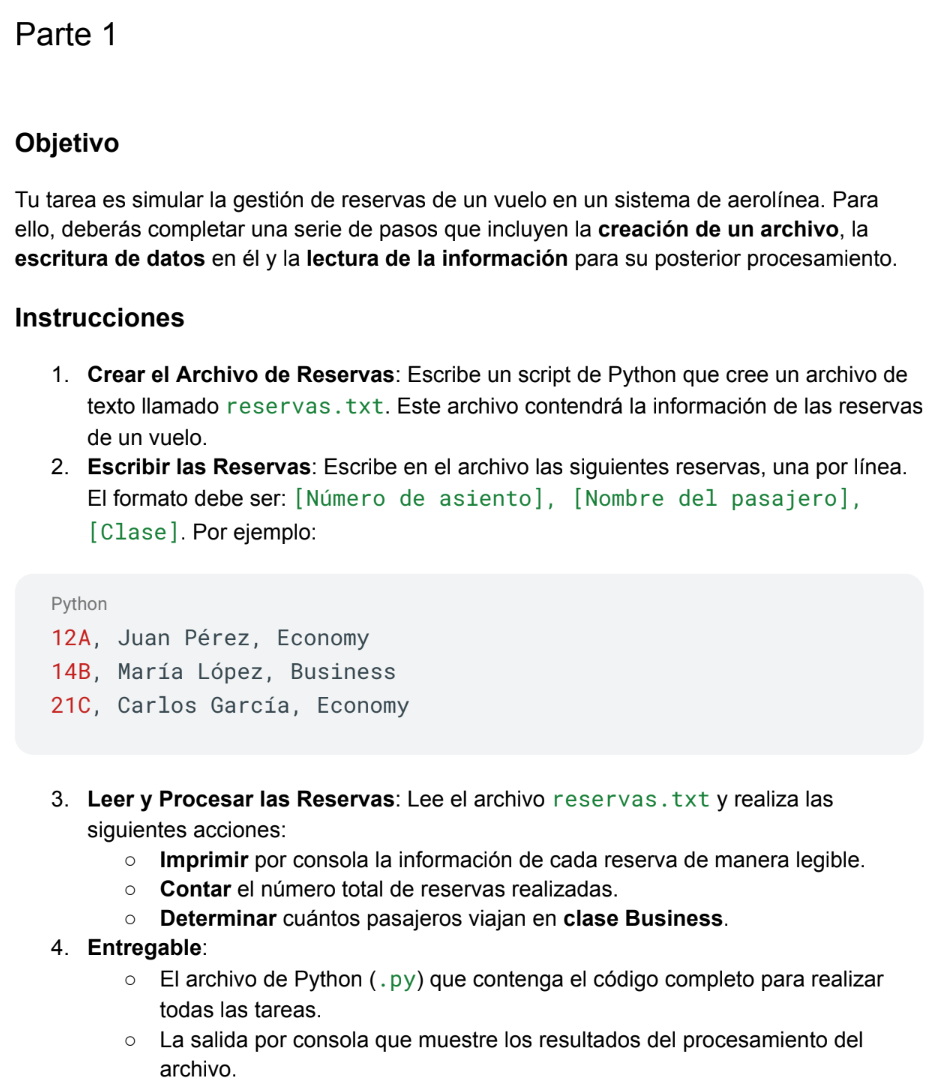 Parte 1
Objetivo
Tu tarea es simular la gestión de reservas de un vuelo en un sistema de aerolínea. Para
ello, deberás completar una serie de pasos que incluyen la creación de un archivo, la
escritura de datos en él y la lectura de la información para su posterior procesamiento.
Instrucciones
1. Crear el Archivo de Reservas: Escribe un script de Python que cree un archivo de
texto llamado reservas.txt. Este archivo contendrá la información de las reservas
de un vuelo.
2. Escribir las Reservas: Escribe en el archivo las siguientes reservas, una por línea.
El formato debe ser: [Número de asiento], [Nombre del pasajero],
[Clase]. Por ejemplo:
Python
12A, Juan Pérez, Economy
14B, María López, Business
21C, Carlos García, Economy
3. Leer y Procesar las Reservas: Lee el archivo reservas.txt y realiza las
siguientes acciones:
○ Imprimir por consola la información de cada reserva de manera legible.
○ Contar el número total de reservas realizadas.
○ Determinar cuántos pasajeros viajan en clase Business.
4. Entregable:
○ El archivo de Python (.py) que contenga el código completo para realizar
todas las tareas.
○ La salida por consola que muestre los resultados del procesamiento del
archivo.